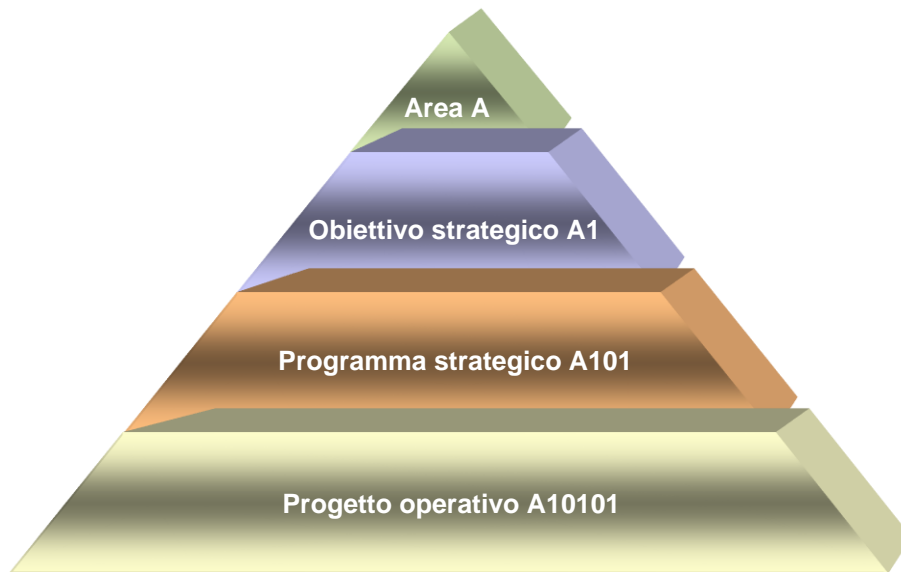 Area A
Obiettivo strategico A1
Programma strategico A101
Progetto operativo A10101